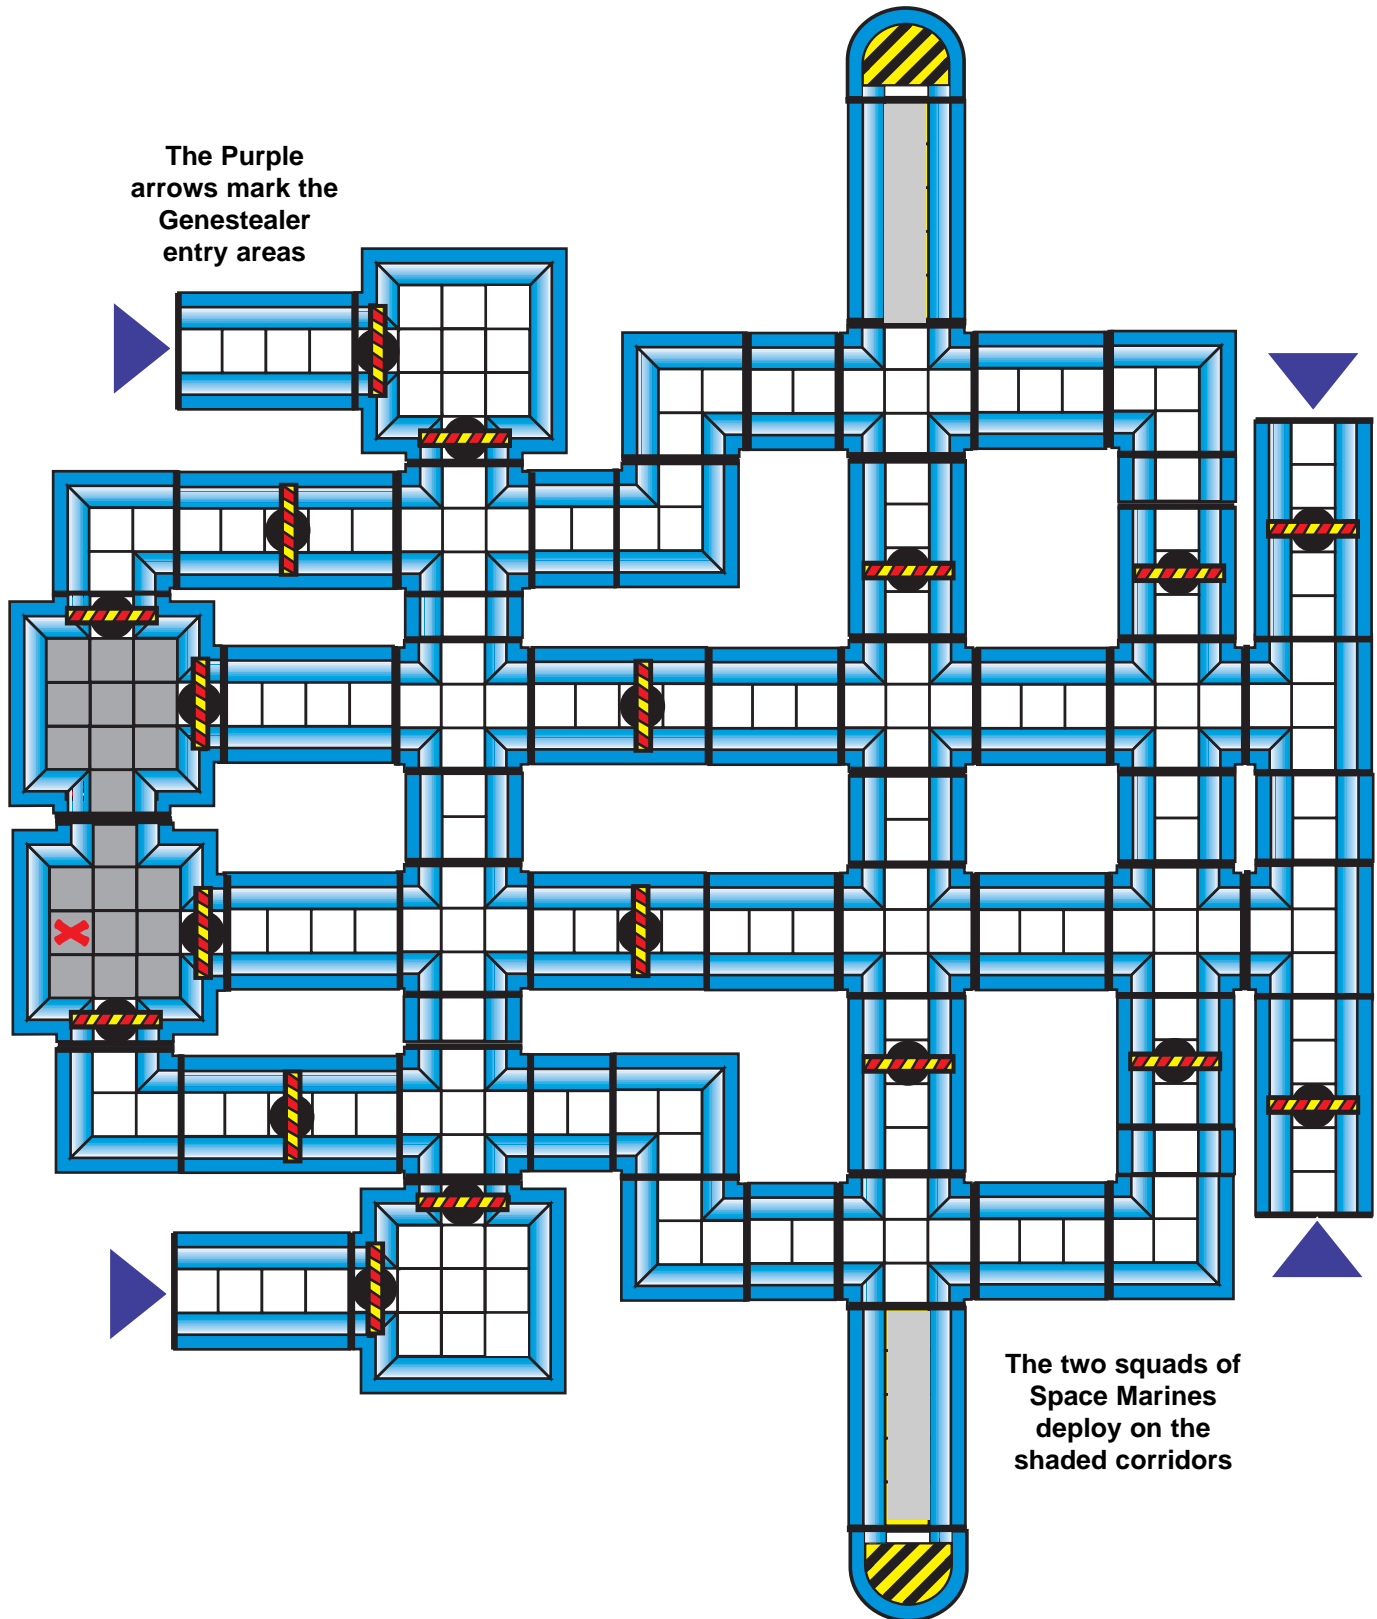 The Purple
arrows mark the
Genestealer
entry areas
The two squads of
Space Marines
deploy on the
shaded corridors